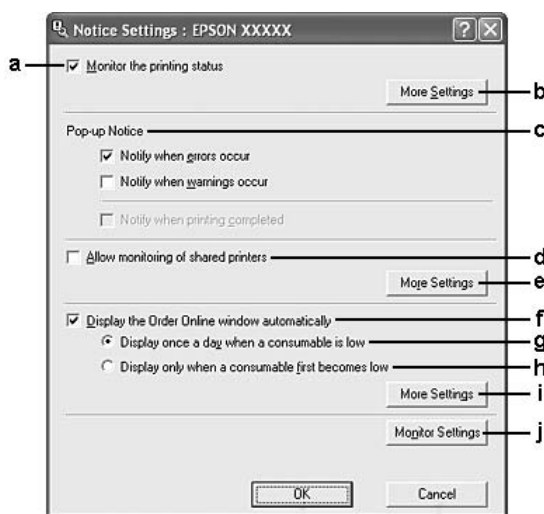 Notice Settings : EPSON XXXXX
a
Monitor the printing status
More Settings
b
Pop-up Notice
c
Notify when errors occur
Notify when warnings occur
Notify when printing completed
Allow monitoring of shared printers
d
More Settings
e
Display the Order Online window automatically
f
Display once a day when a consumable is low
g
Display only when a consumable first becomes low
h
More Settings
i
Monitor Settings
j
OK
Cancel